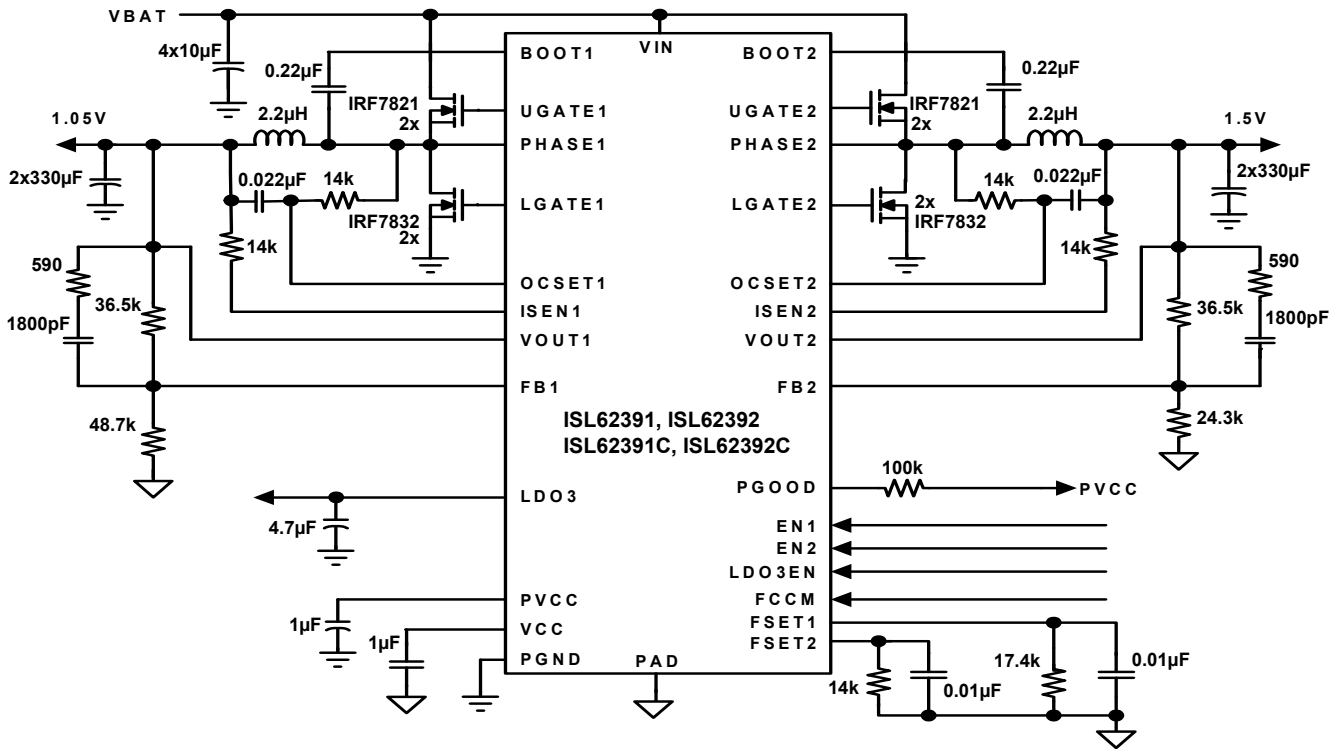 VBAT
4x10µF
0.22µF
IRF7821
2x
1.05V
2.2µH
2x330µF
0.022µF
14k
IRF7832
2x
14k
590
36.5k
1800pF
48.7k
4.7µF
1µF
1µF
VIN
BOOT1
UGATE1
PHASE1
LGATE1
OCSET1
ISEN1
VOUT1
FB1
ISL62391, ISL62392
ISL62391C, ISL62392C
LDO3
PVCC
VCC
PGND
PAD
BOOT2
UGATE2
PHASE2
LGATE2
OCSET2
ISEN2
VOUT2
FB2
PGOOD
EN1
EN2
LDO3EN
FCCM
FSET1
FSET2
0.22µF
IRF7821
2x
2.2µH
1.5V
2x330µF
14k
0.022µF
2x
IRF7832
14k
590
36.5k
1800pF
24.3k
100k
PVCC
17.4k
0.01µF
14k
0.01µF